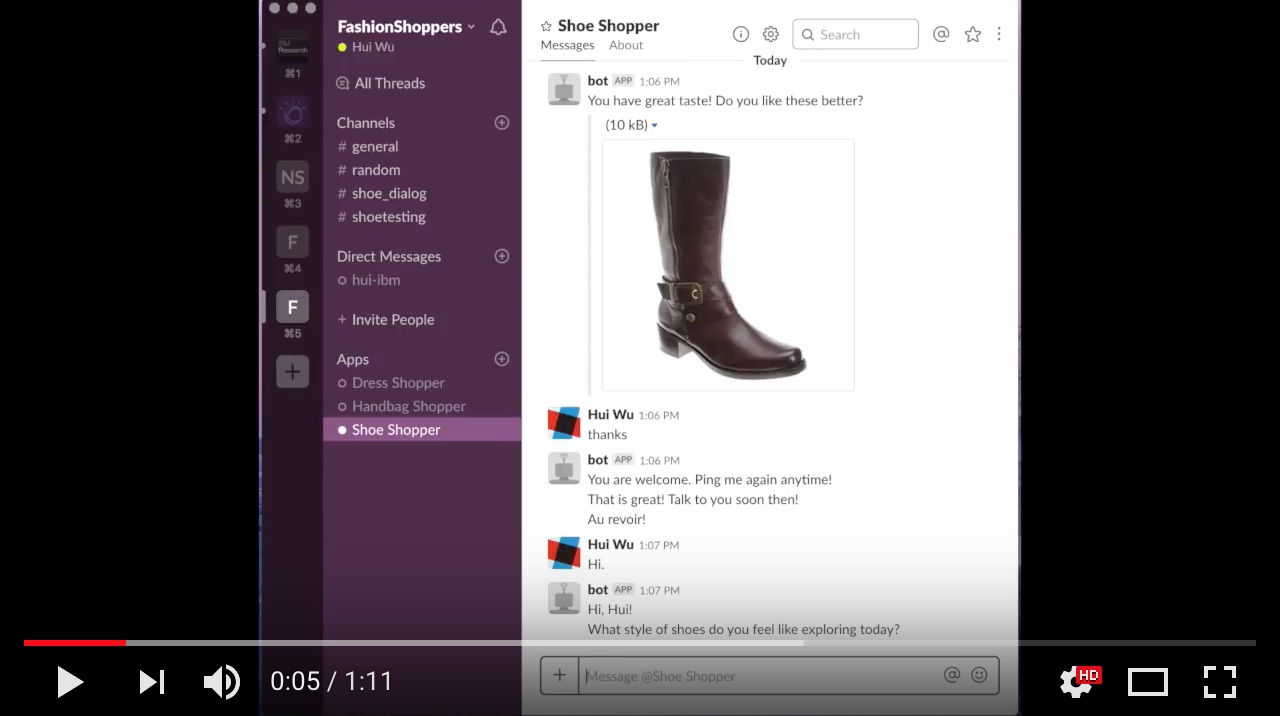 IBM
Research
⌘1
⌘2
NS
⌘3
F
⌘4
F
⌘5
+
FashionShoppers
Hui Wu
All Threads
Channels
# general
# random
# shoe_dialog
# shoetesting
Direct Messages
hui-ibm
+ Invite People
Apps
Dress Shopper
Handbag Shopper
Shoe Shopper
Shoe Shopper
Messages About
Search
@
Today
bot APP 1:06 PM
You have great taste! Do you like these better?
(10 kB)
Hui Wu 1:06 PM
thanks
bot APP 1:06 PM
You are welcome. Ping me again anytime!
That is great! Talk to you soon then!
Au revoir!
Hui Wu 1:07 PM
Hi.
bot APP 1:07 PM
Hi, Hui!
What style of shoes do you feel like exploring today?
+ Message @Shoe Shopper @
0:05 / 1:11
HD